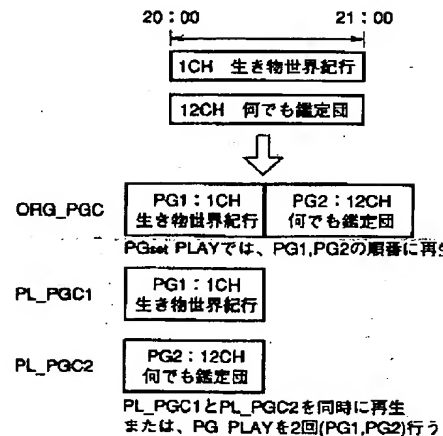 20：00 21：00
1CH 生き物世界紀行
12CH 何でも鑑定団
ORG_PGC
PG1：1CH
生き物世界紀行
PG2：12CH
何でも鑑定団
PGset PLAYでは、PG1,PG2の順番に再生
PL_PGC1
PG1：1CH
生き物世界紀行
PL_PGC2
PG2：12CH
何でも鑑定団
PL_PGC1とPL_PGC2を同時に再生
または、PG PLAYを2回(PG1,PG2)行う